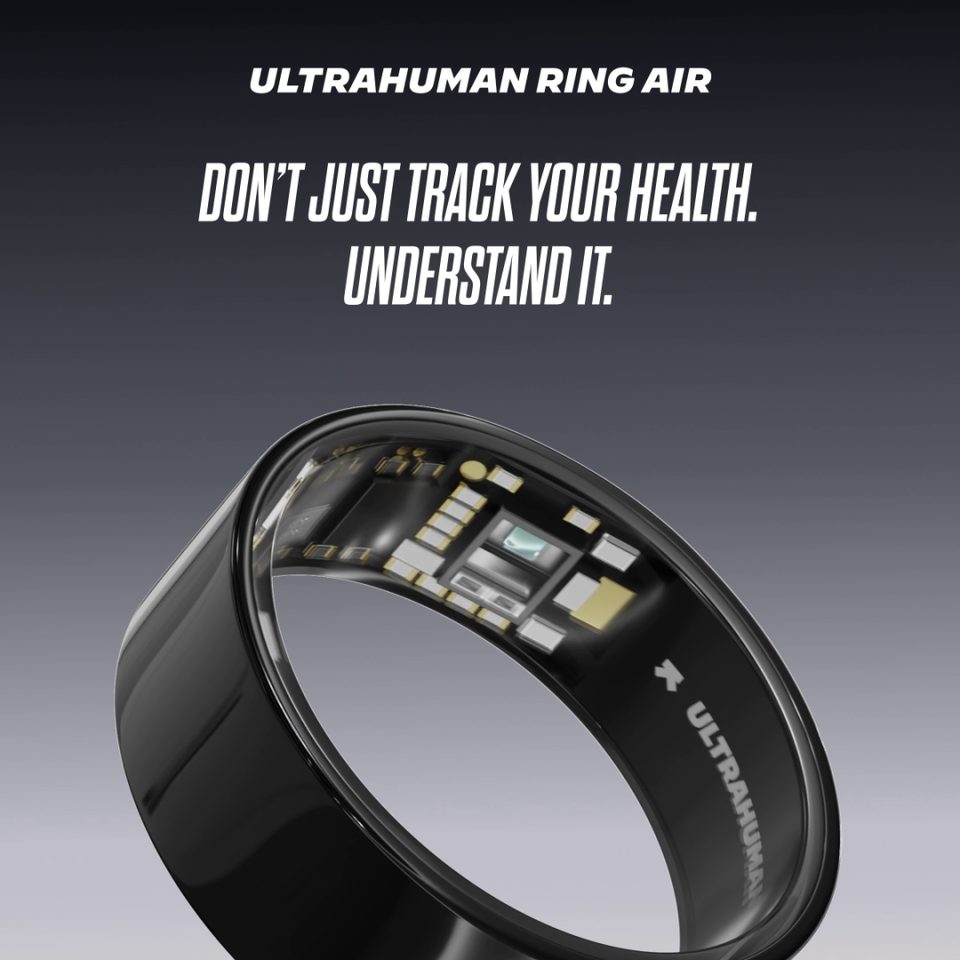 ULTRAHUMAN RING AIR
DON'T JUST TRACK YOUR HEALTH.
UNDERSTAND IT.
ULTRAHUMAN